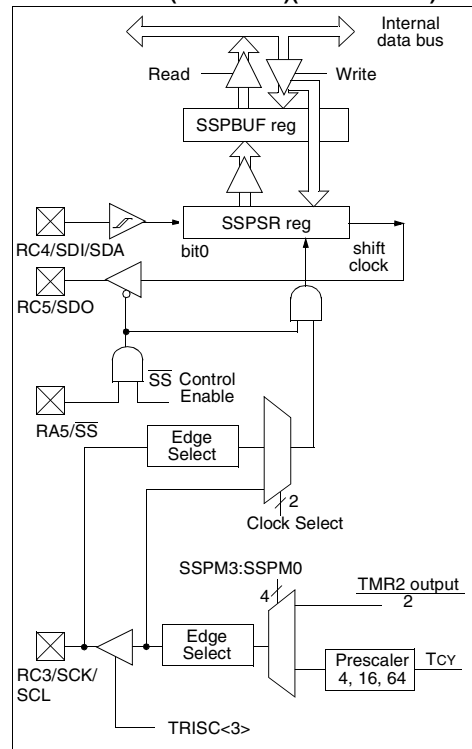 Internal
data bus
Read
Write
SSPBUF reg
SSPSR reg
RC4/SDI/SDA
bit0
shift
clock
RC5/SDO
SS Control
Enable
RA5/SS
Edge
Select
2
Clock Select
SSPM3:SSPM0
4
TMR2 output
2
Edge
Select
Prescaler
4, 16, 64
TCY
RC3/SCK/
SCL
TRISC<3>